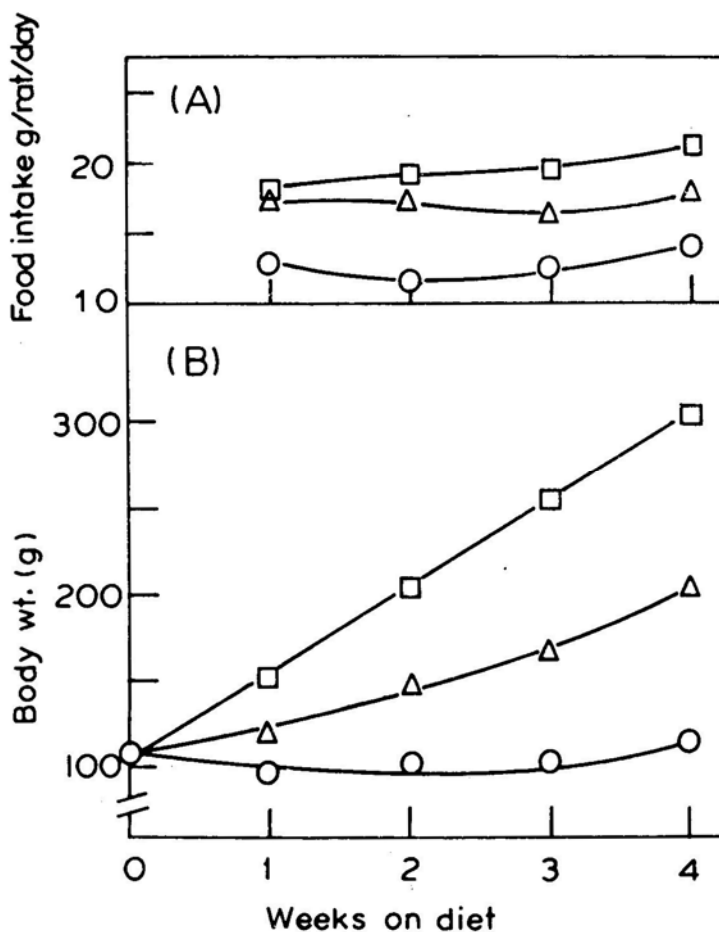 Food intake g/rat/day
(A)
20
10
(B)
300
200
100
Body wt. (g)
0 1 2 3 4
Weeks on diet